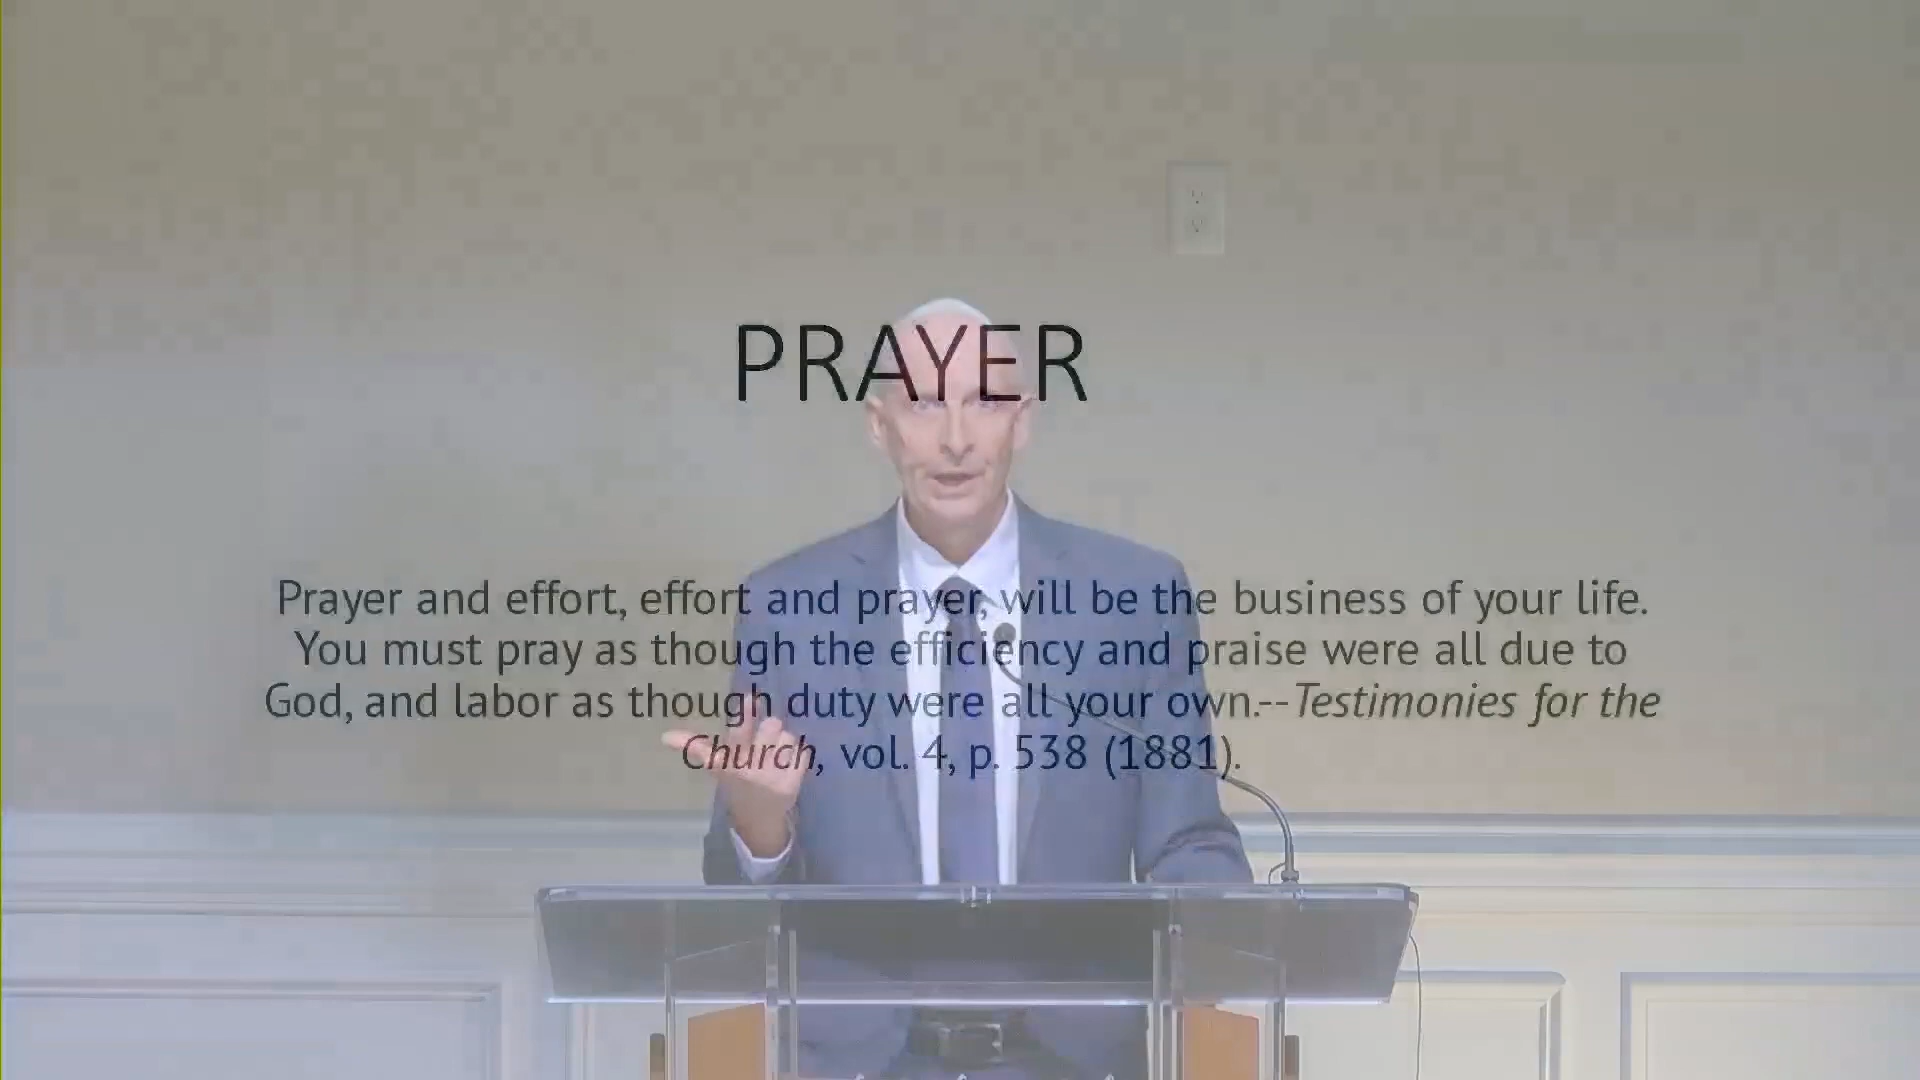 PRAYER
Prayer and effort, effort and prayer, will be the business of your life.
You must pray as though the efficiency and praise were all due to
God, and labor as though duty were all your own.--Testimonies for the
Church, vol. 4, p. 538 (1881).